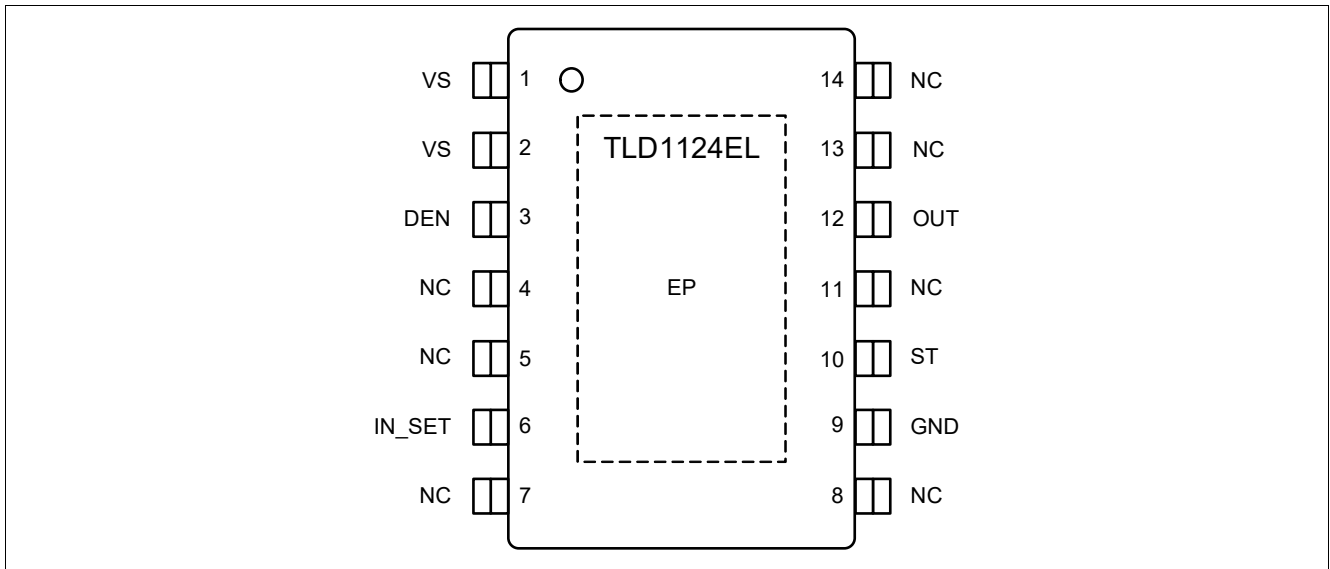 VS 1 14 NC
TLD1124EL
VS 2 13 NC
DEN 3 12 OUT
NC 4 EP 11 NC
NC 5 10 ST
IN_SET 6 9 GND
NC 7 8 NC